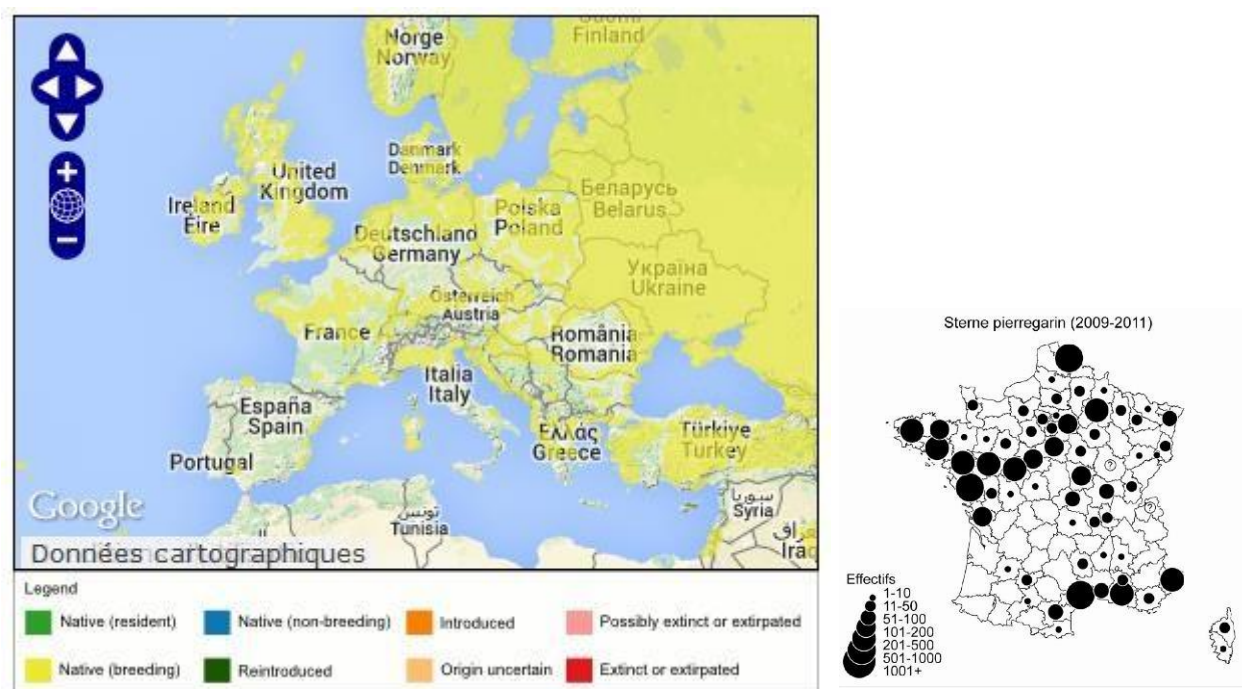 Suomi
Finland
Norge
Norway
Danmark
Denmark
United
Kingdom
Ireland
Éire
Беларусь
Belarus
Polska
Poland
Deutschland
Germany
Україна
Ukraine
Österreich
Austria
France
România
Romania
Italia
Italy
España
Spain
Ελλάς
Greece
Türkiye
Turkey
Portugal
Google
تونس
Tunisia
سوريا
Syria
Données cartographiques
Legend
Native (resident)
Native (non-breeding)
Introduced
Possibly extinct or extirpated
Native (breeding)
Reintroduced
Origin uncertain
Extinct or extirpated
Sterne pierregarin (2009-2011)
?
?
Effectifs
1-10
11-50
51-100
101-200
201-500
501-1000
1001+